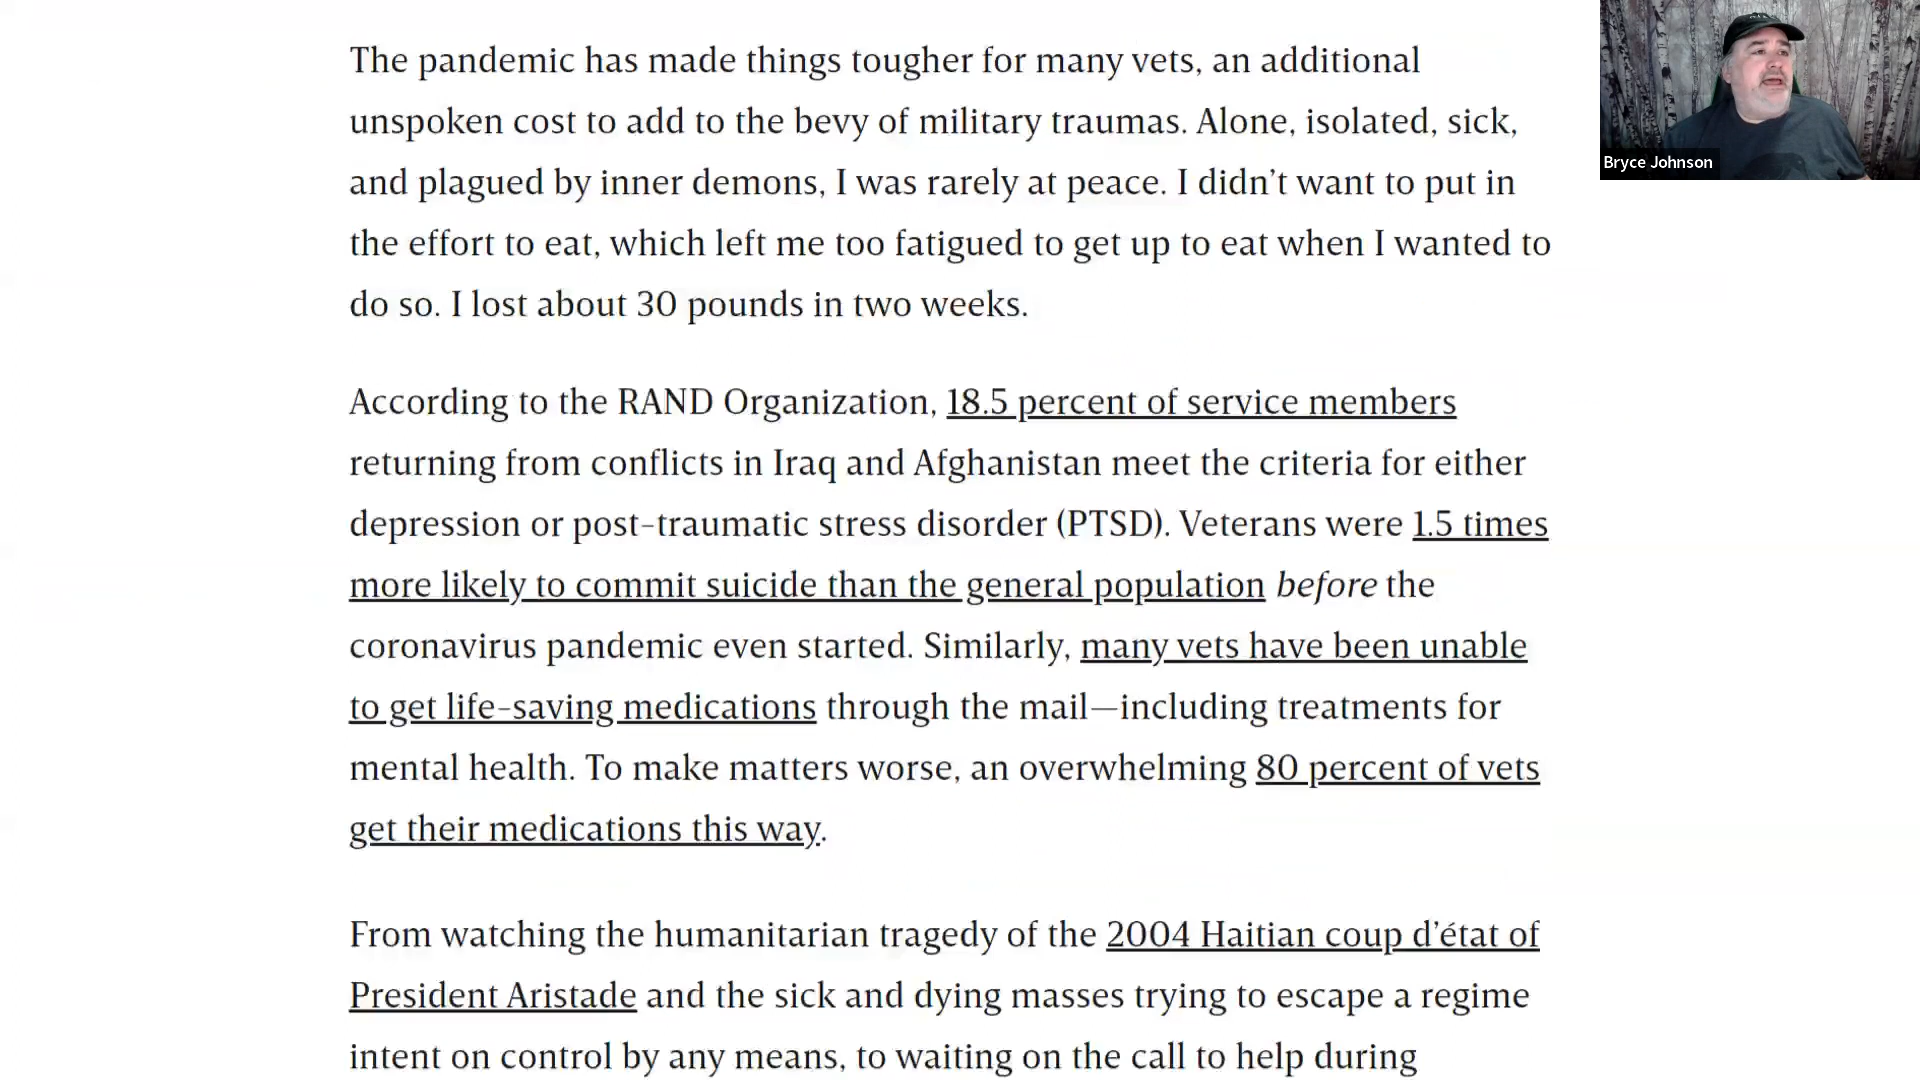 The pandemic has made things tougher for many vets, an additional
unspoken cost to add to the bevy of military traumas. Alone, isolated, sick,
and plagued by inner demons, I was rarely at peace. I didn’t want to put in
the effort to eat, which left me too fatigued to get up to eat when I wanted to
do so. I lost about 30 pounds in two weeks.
According to the RAND Organization, 18.5 percent of service members
returning from conflicts in Iraq and Afghanistan meet the criteria for either
depression or post-traumatic stress disorder (PTSD). Veterans were 1.5 times
more likely to commit suicide than the general population before the
coronavirus pandemic even started. Similarly, many vets have been unable
to get life-saving medications through the mail—including treatments for
mental health. To make matters worse, an overwhelming 80 percent of vets
get their medications this way.
From watching the humanitarian tragedy of the 2004 Haitian coup d’état of
President Aristade and the sick and dying masses trying to escape a regime
intent on control by any means, to waiting on the call to help during
Bryce Johnson